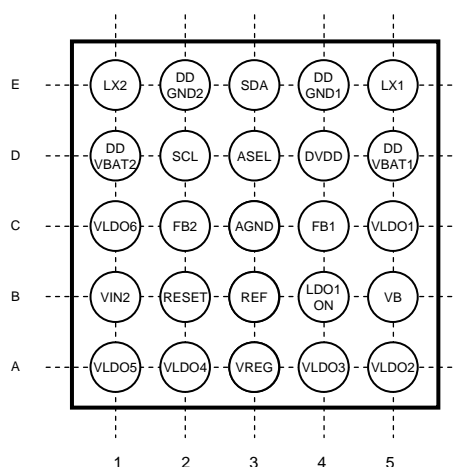 E
LX2
DD
GND2
SDA
DD
GND1
LX1
D
DD
VBAT2
SCL
ASEL
DVDD
DD
VBAT1
C
VLDO6
FB2
AGND
FB1
VLDO1
B
VIN2
RESET
REF
LDO1
ON
VB
A
VLDO5
VLDO4
VREG
VLDO3
VLDO2
1 2 3 4 5